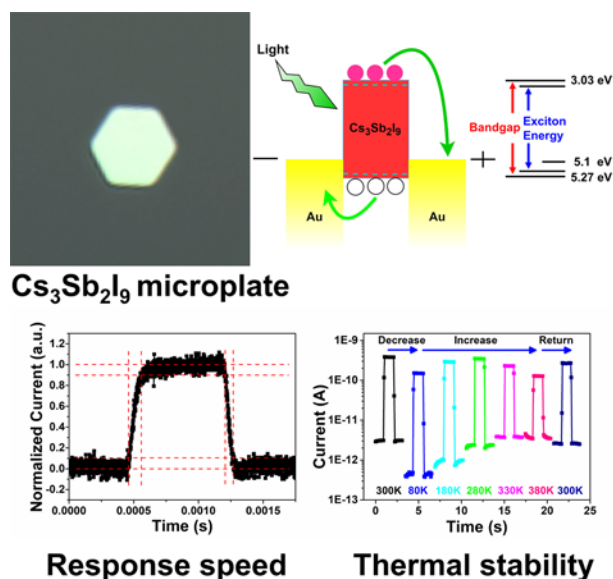 Light
Cs₃Sb₂I₉
Au
Au
Bandgap
Exciton
Energy
3.03 eV
5.1 eV
5.27 eV
Cs₃Sb₂I₉ microplate
Normalized Current (a.u.)
1.2
1.0
0.8
0.6
0.4
0.2
0.0
-0.2
0.0000 0.0005 0.0010 0.0015
Time (s)
Response speed
Current (A)
1E-9
1E-10
1E-11
1E-12
1E-13
Decrease Increase Return
300K 80K 180K 280K 330K 380K 300K
0 5 10 15 20 25
Time (s)
Thermal stability